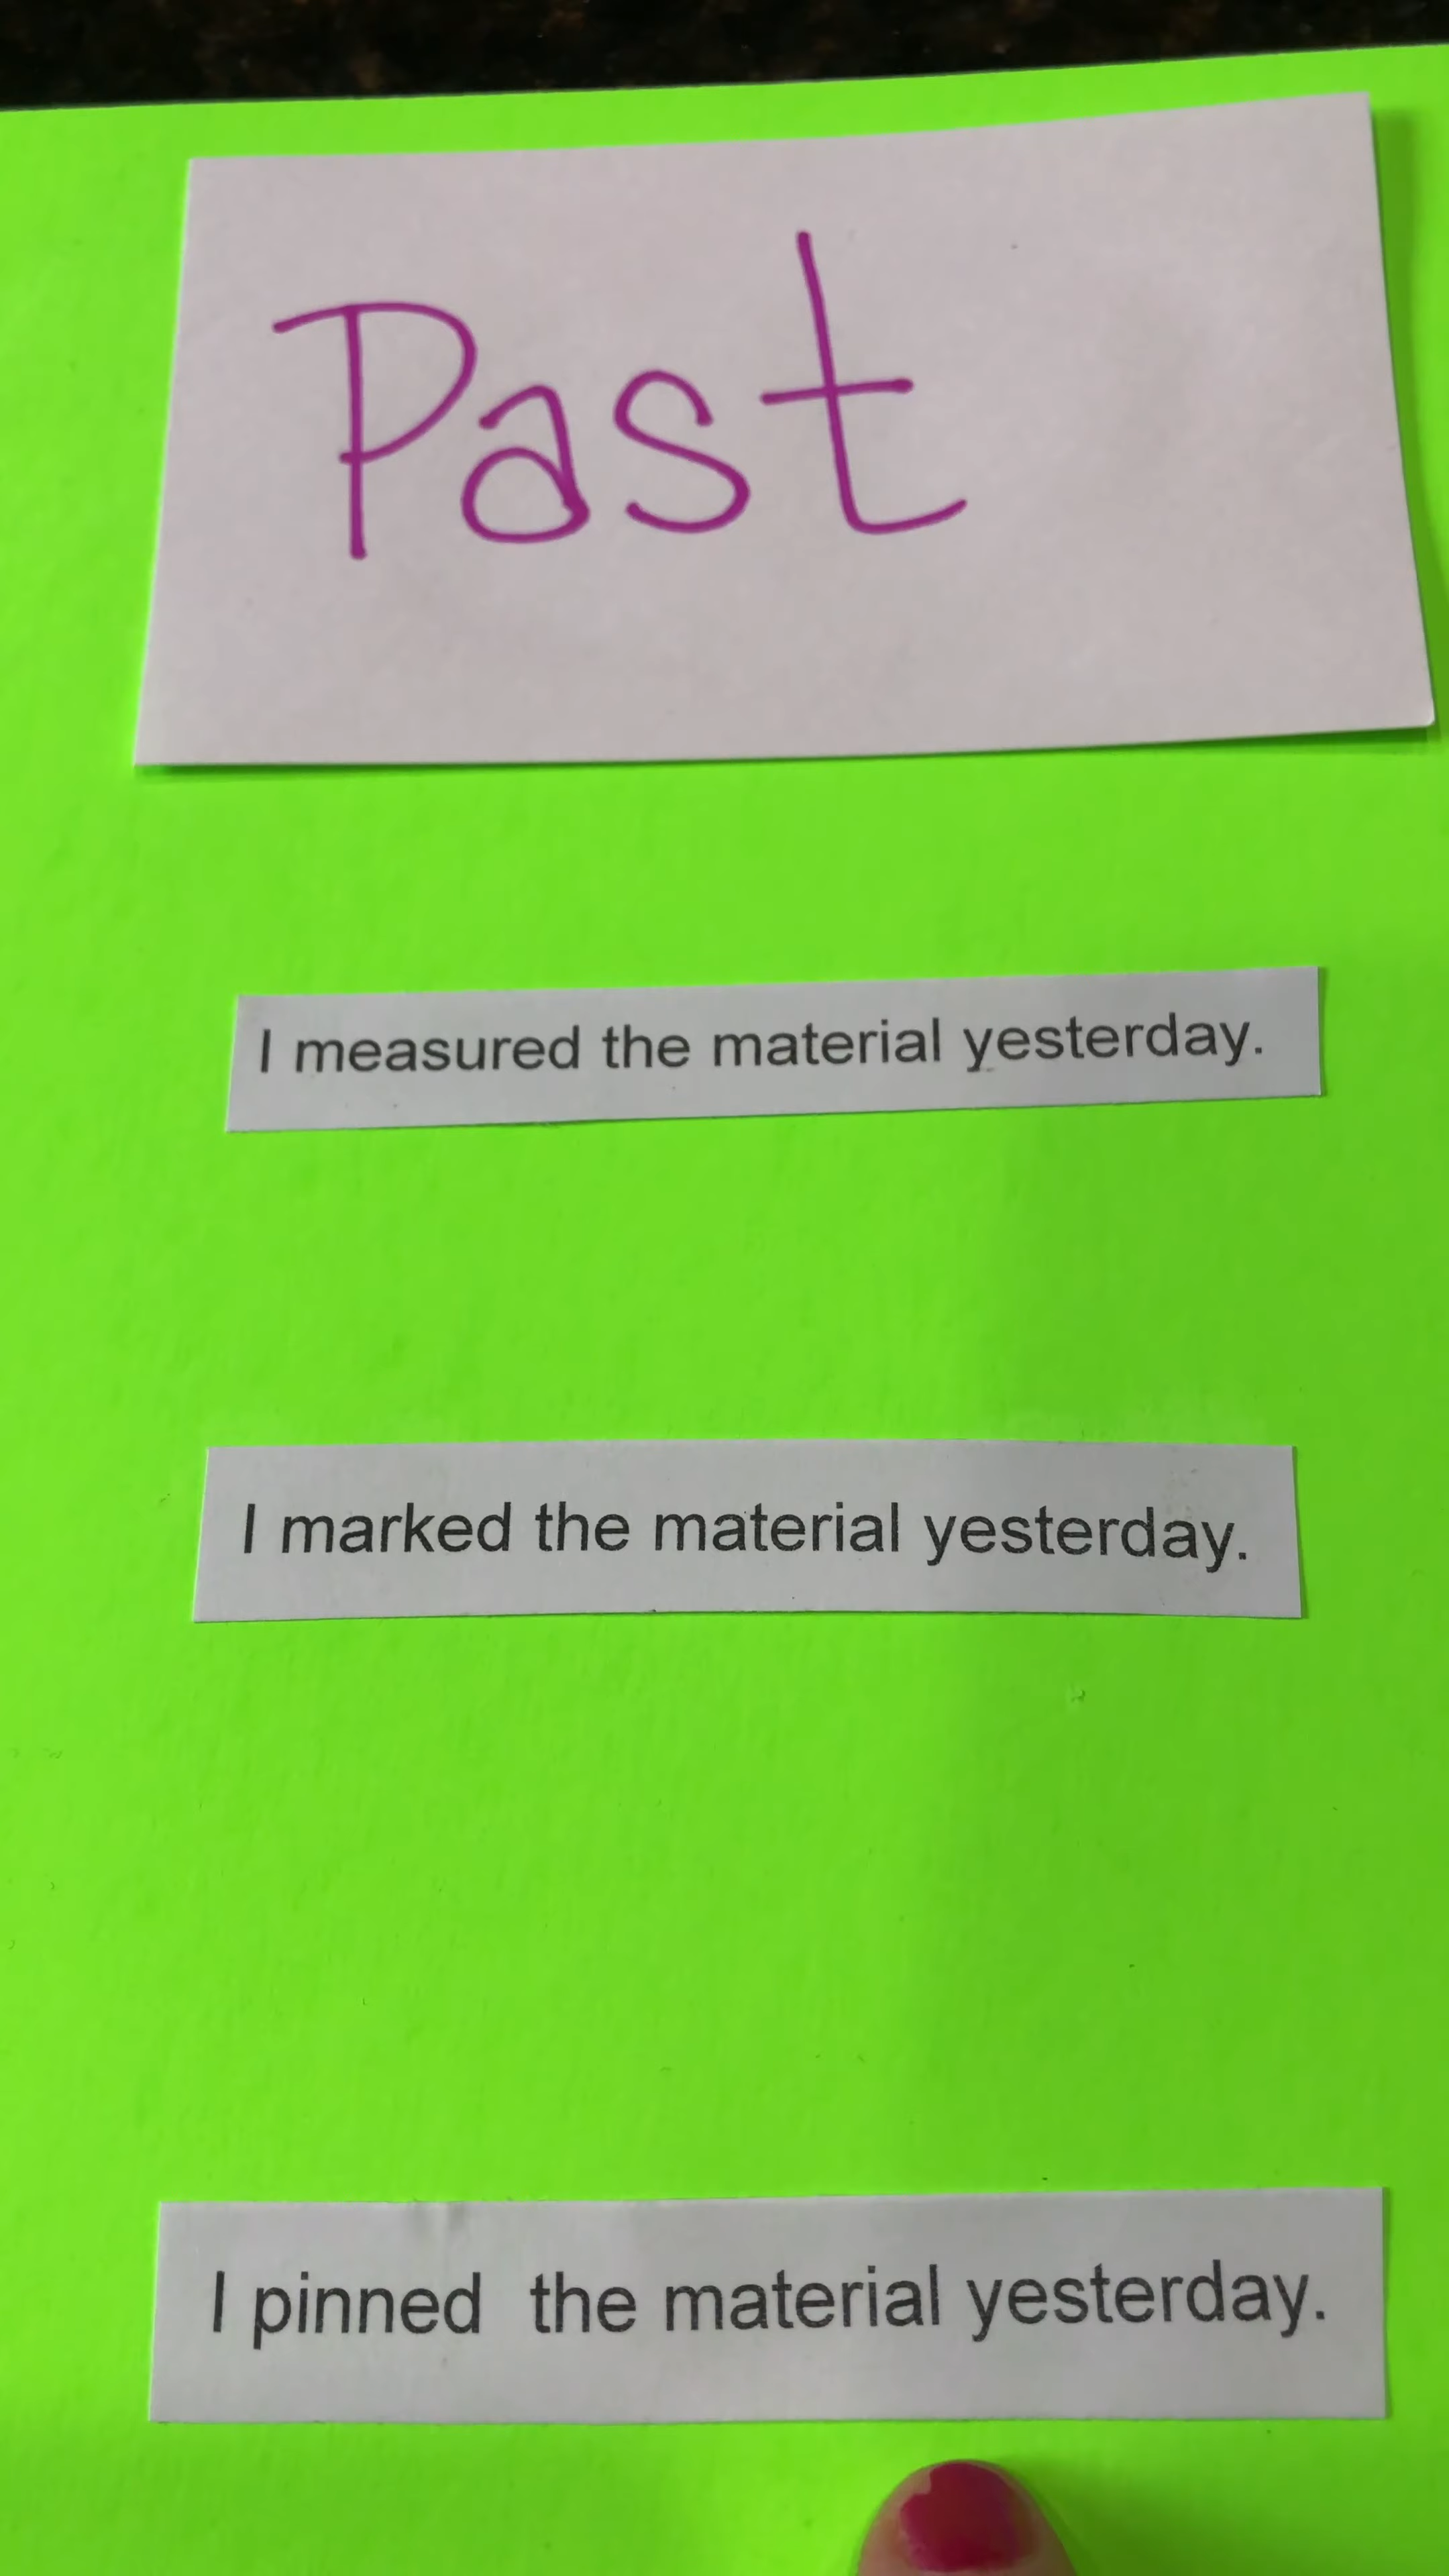 Past
I measured the material yesterday.
I marked the material yesterday.
I pinned  the material yesterday.